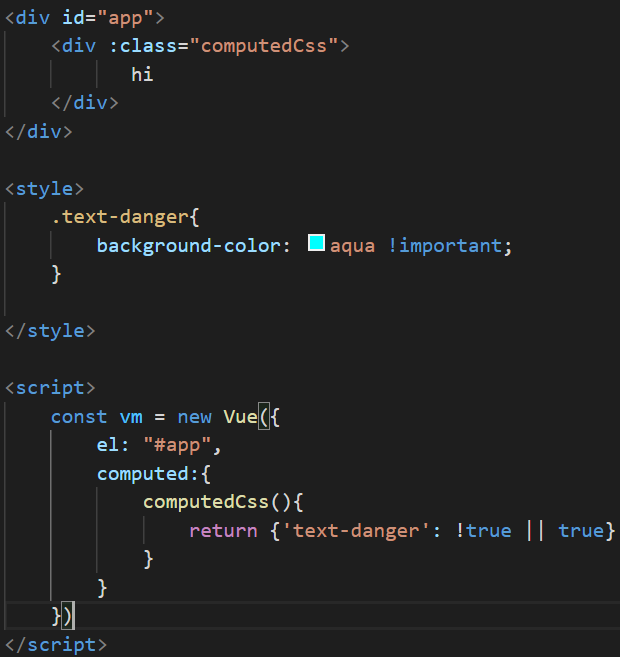 <div id="app">
    <div :class="computedCss">
           hi
    </div>
</div>

<style>
    .text-danger{
        background-color: aqua !important;
    }

</style>

<script>
    const vm = new Vue({
        el: "#app",
        computed:{
            computedCss(){
                return {'text-danger': !true || true}
            }
        }
    })
</script>